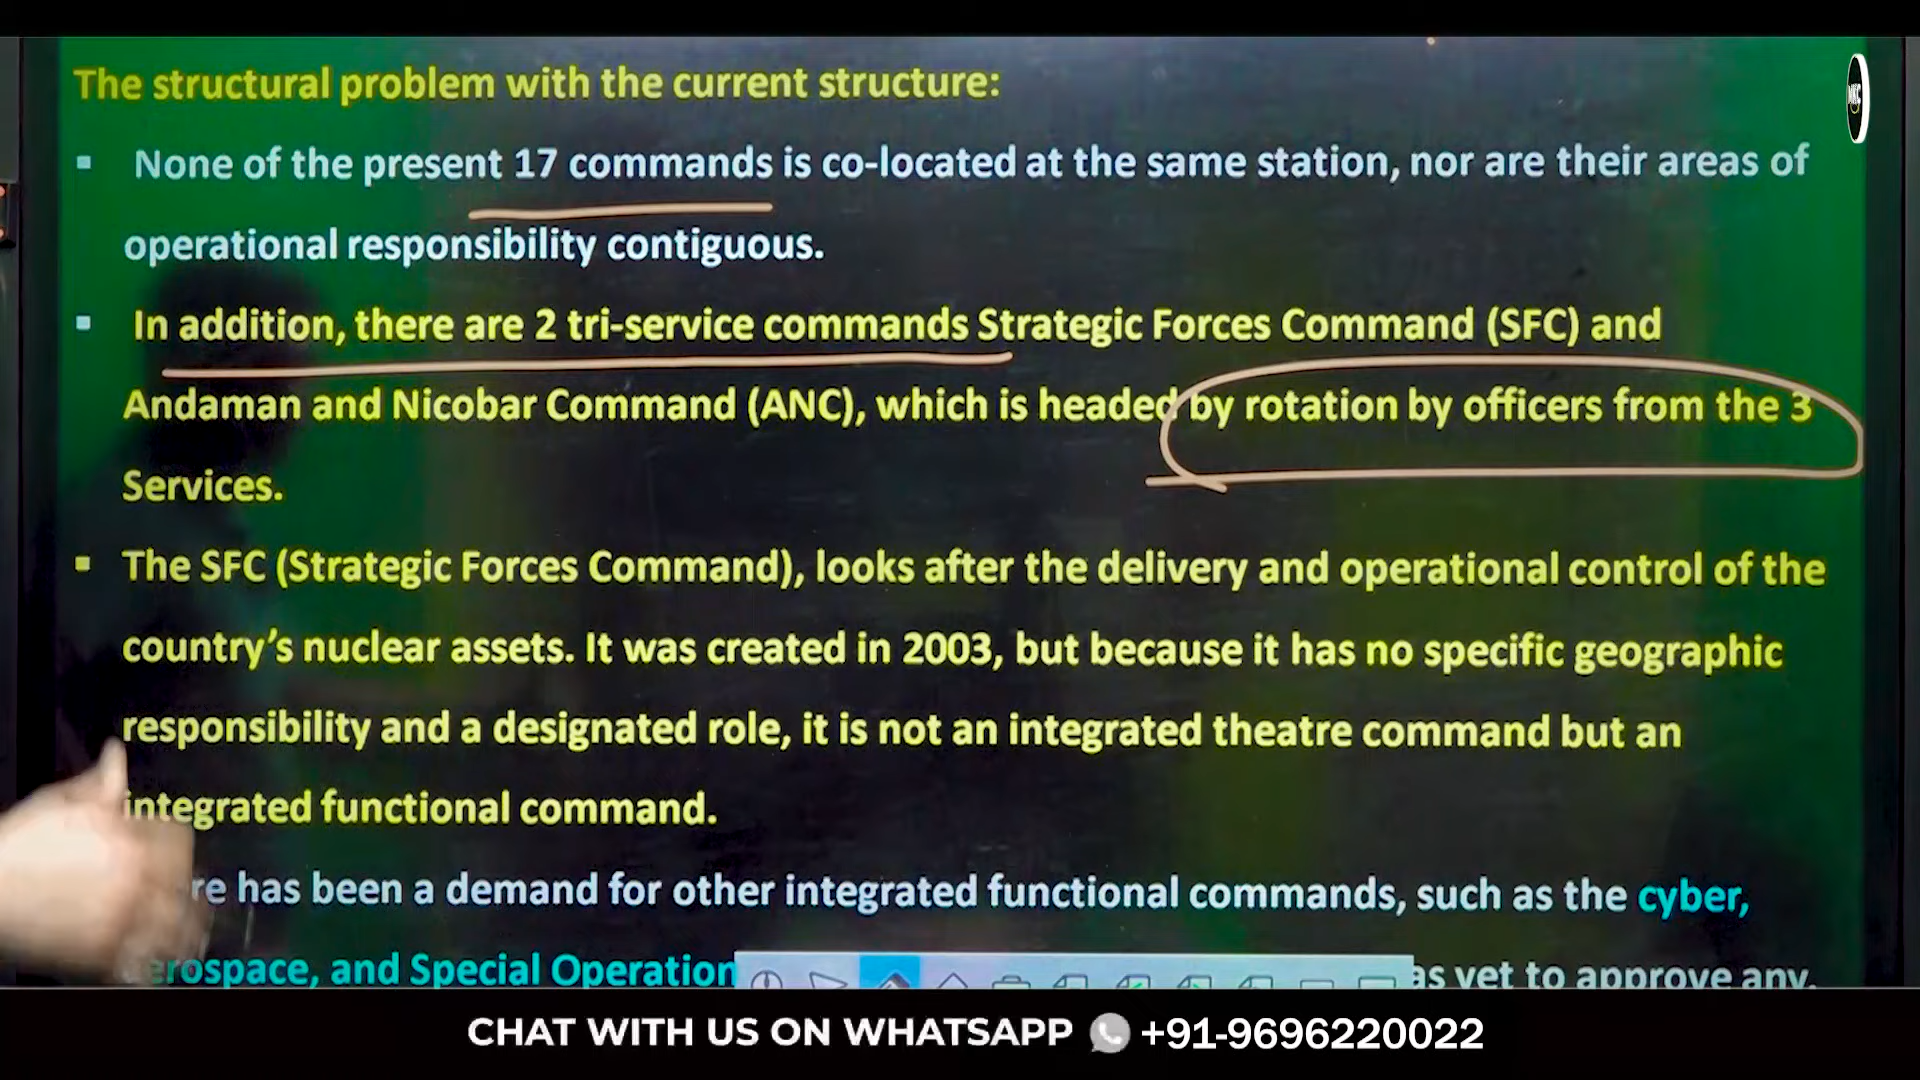 The structural problem with the current structure:
▪ None of the present 17 commands is co-located at the same station, nor are their areas of
operational responsibility contiguous.
▪ In addition, there are 2 tri-service commands Strategic Forces Command (SFC) and
Andaman and Nicobar Command (ANC), which is headed by rotation by officers from the 3
Services.
▪ The SFC (Strategic Forces Command), looks after the delivery and operational control of the
country's nuclear assets. It was created in 2003, but because it has no specific geographic
responsibility and a designated role, it is not an integrated theatre command but an
integrated functional command.
has been a demand for other integrated functional commands, such as the cyber,
and Special Operation as yet to approve any.
CHAT WITH US ON WHATSAPP +91-9696220022